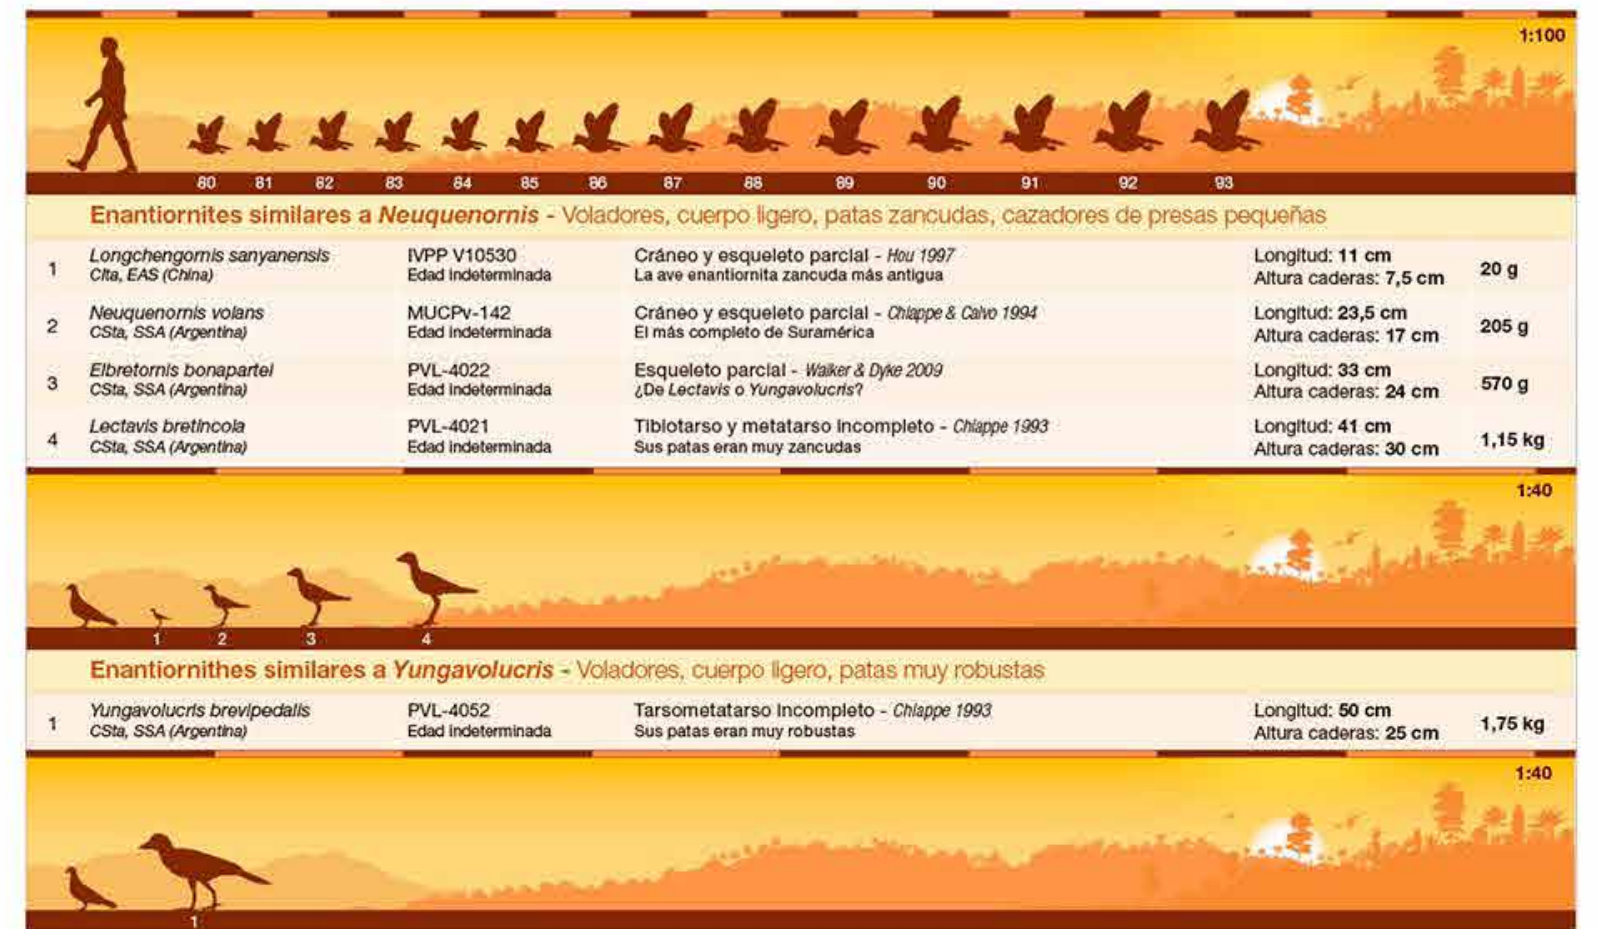 1:100
80 81 82 83 84 85 86 87 88 89 90 91 92 93
Enantiornites similares a Neuquenornis - Voladores, cuerpo ligero, patas zancudas, cazadores de presas pequeñas
1 Longchengornis sanyanensis IVPP V10530 Cráneo y esqueleto parcial - Hou 1997 Longitud: 11 cm 20 g
CIta, EAS (China) Edad indeterminada La ave enantiornita zancuda más antigua Altura caderas: 7,5 cm
2 Neuquenornis volans MUCPv-142 Cráneo y esqueleto parcial - Chiappe & Calvo 1994 Longitud: 23,5 cm 205 g
CSta, SSA (Argentina) Edad indeterminada El más completo de Suramérica Altura caderas: 17 cm
3 Elbretornis bonapartei PVL-4022 Esqueleto parcial - Walker & Dyke 2009 Longitud: 33 cm 570 g
CSta, SSA (Argentina) Edad indeterminada ¿De Lectavis o Yungavolucris? Altura caderas: 24 cm
4 Lectavis bretincola PVL-4021 Tibiotarso y metatarso incompleto - Chiappe 1993 Longitud: 41 cm 1,15 kg
CSta, SSA (Argentina) Edad indeterminada Sus patas eran muy zancudas Altura caderas: 30 cm
1:40
1 2 3 4
Enantiornithes similares a Yungavolucris - Voladores, cuerpo ligero, patas muy robustas
1 Yungavolucris brevipedalis PVL-4052 Tarsometatarso incompleto - Chiappe 1993 Longitud: 50 cm 1,75 kg
CSta, SSA (Argentina) Edad indeterminada Sus patas eran muy robustas Altura caderas: 25 cm
1:40
1